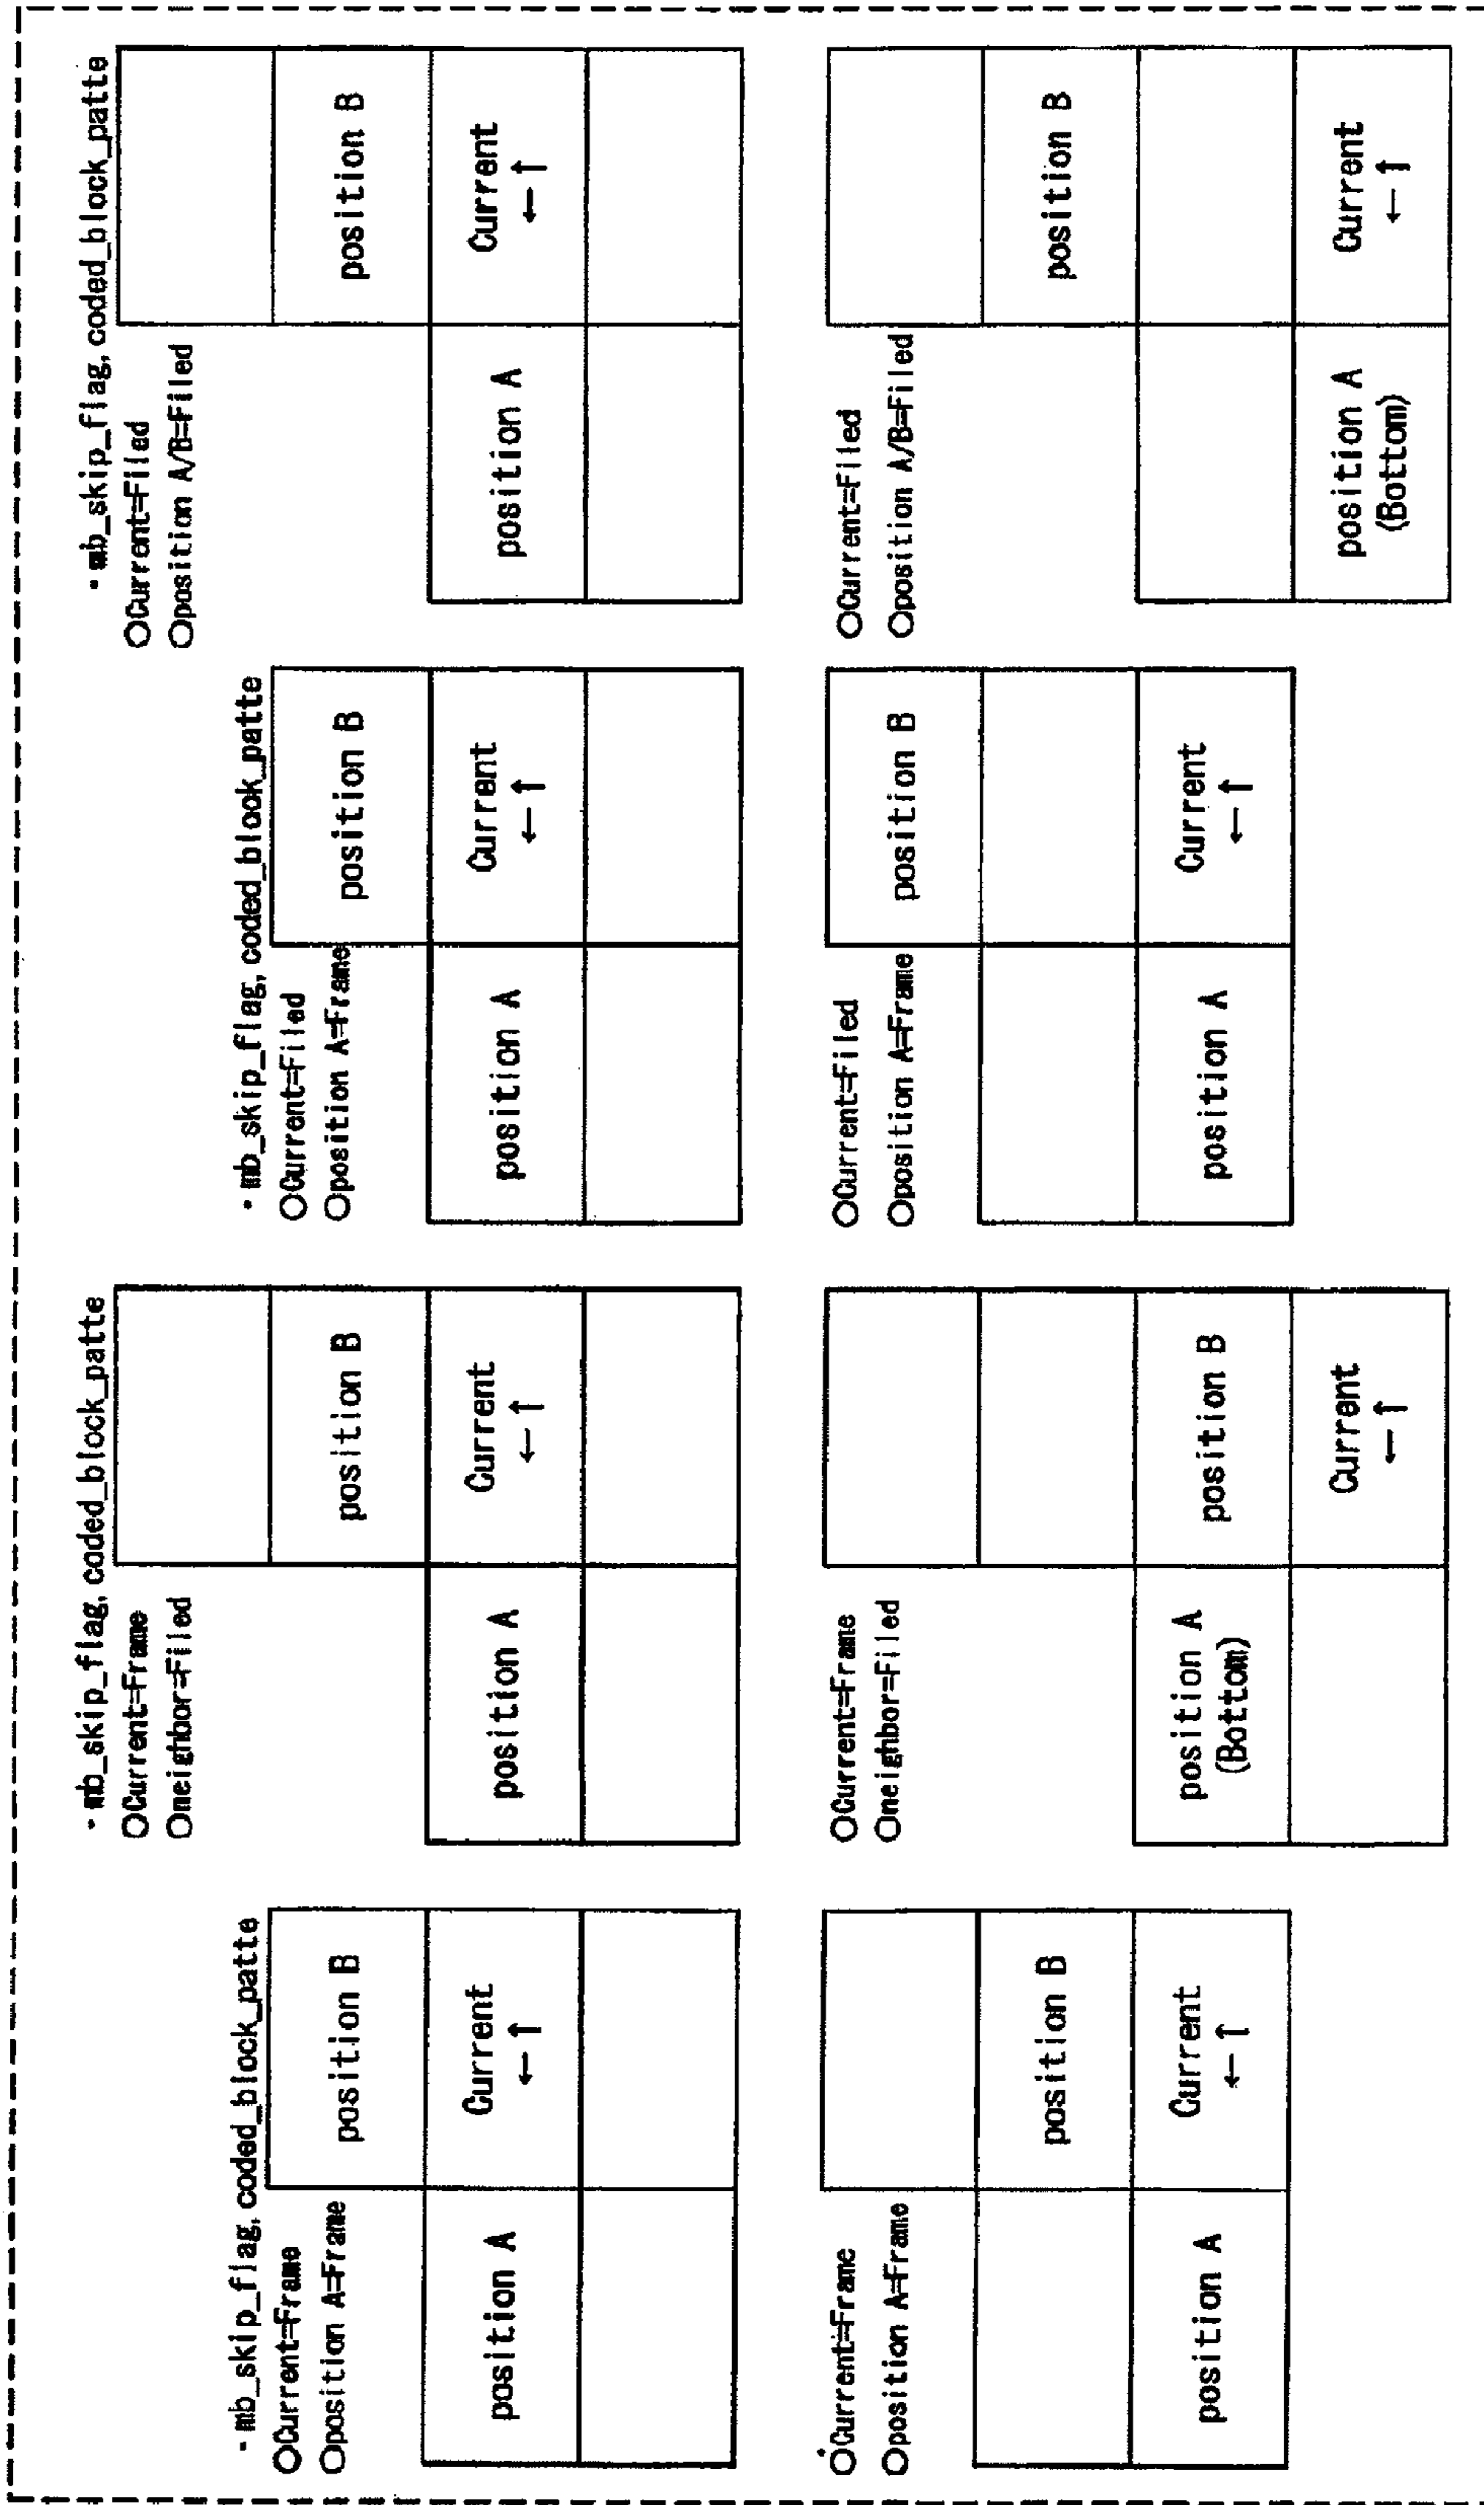 ・mb_skip_flag, coded_block_patte
○Current=Frame
○position A=Frame
position B
position A
Current
←↑
○Current=Frame
○position A=Frame
position B
position A
Current
←↑
・mb_skip_flag, coded_block_patte
○Current=Frame
○neighbor=Filed
position B
position A
Current
←↑
○Current=Frame
○neighbor=Filed
position A
(Bottom)
position B
Current
←↑
・mb_skip_flag, coded_block_patte
○Current=Filed
○position A=Frame
position B
position A
Current
←↑
○Current=Filed
○position A=Frame
position B
position A
Current
←↑
・mb_skip_flag, coded_block_patte
○Current=Filed
○position A/B=Filed
position B
position A
Current
←↑
○Current=Filed
○position A/B=Filed
position B
position A
(Bottom)
Current
←↑